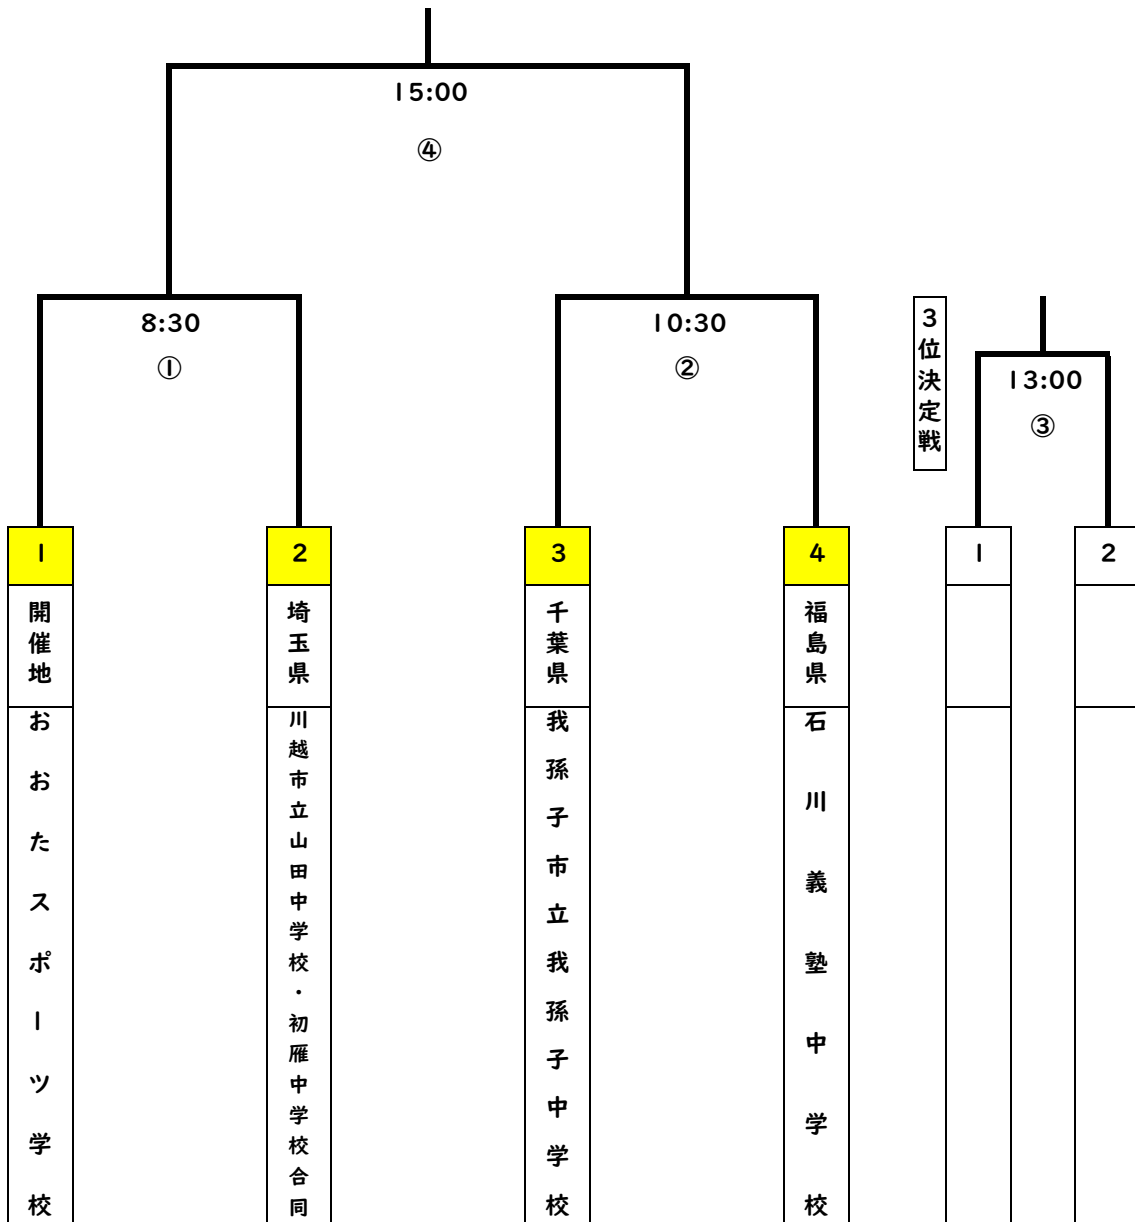 15:00
④
8:30
①
10:30
②
3位決定戦
13:00
③
1
2
3
4
1
2
開催地
埼玉県
千葉県
福島県
おおたスポーツ学校
川越市立山田中学校・初雁中学校合同
我孫子市立我孫子中学校
石川義塾中学校